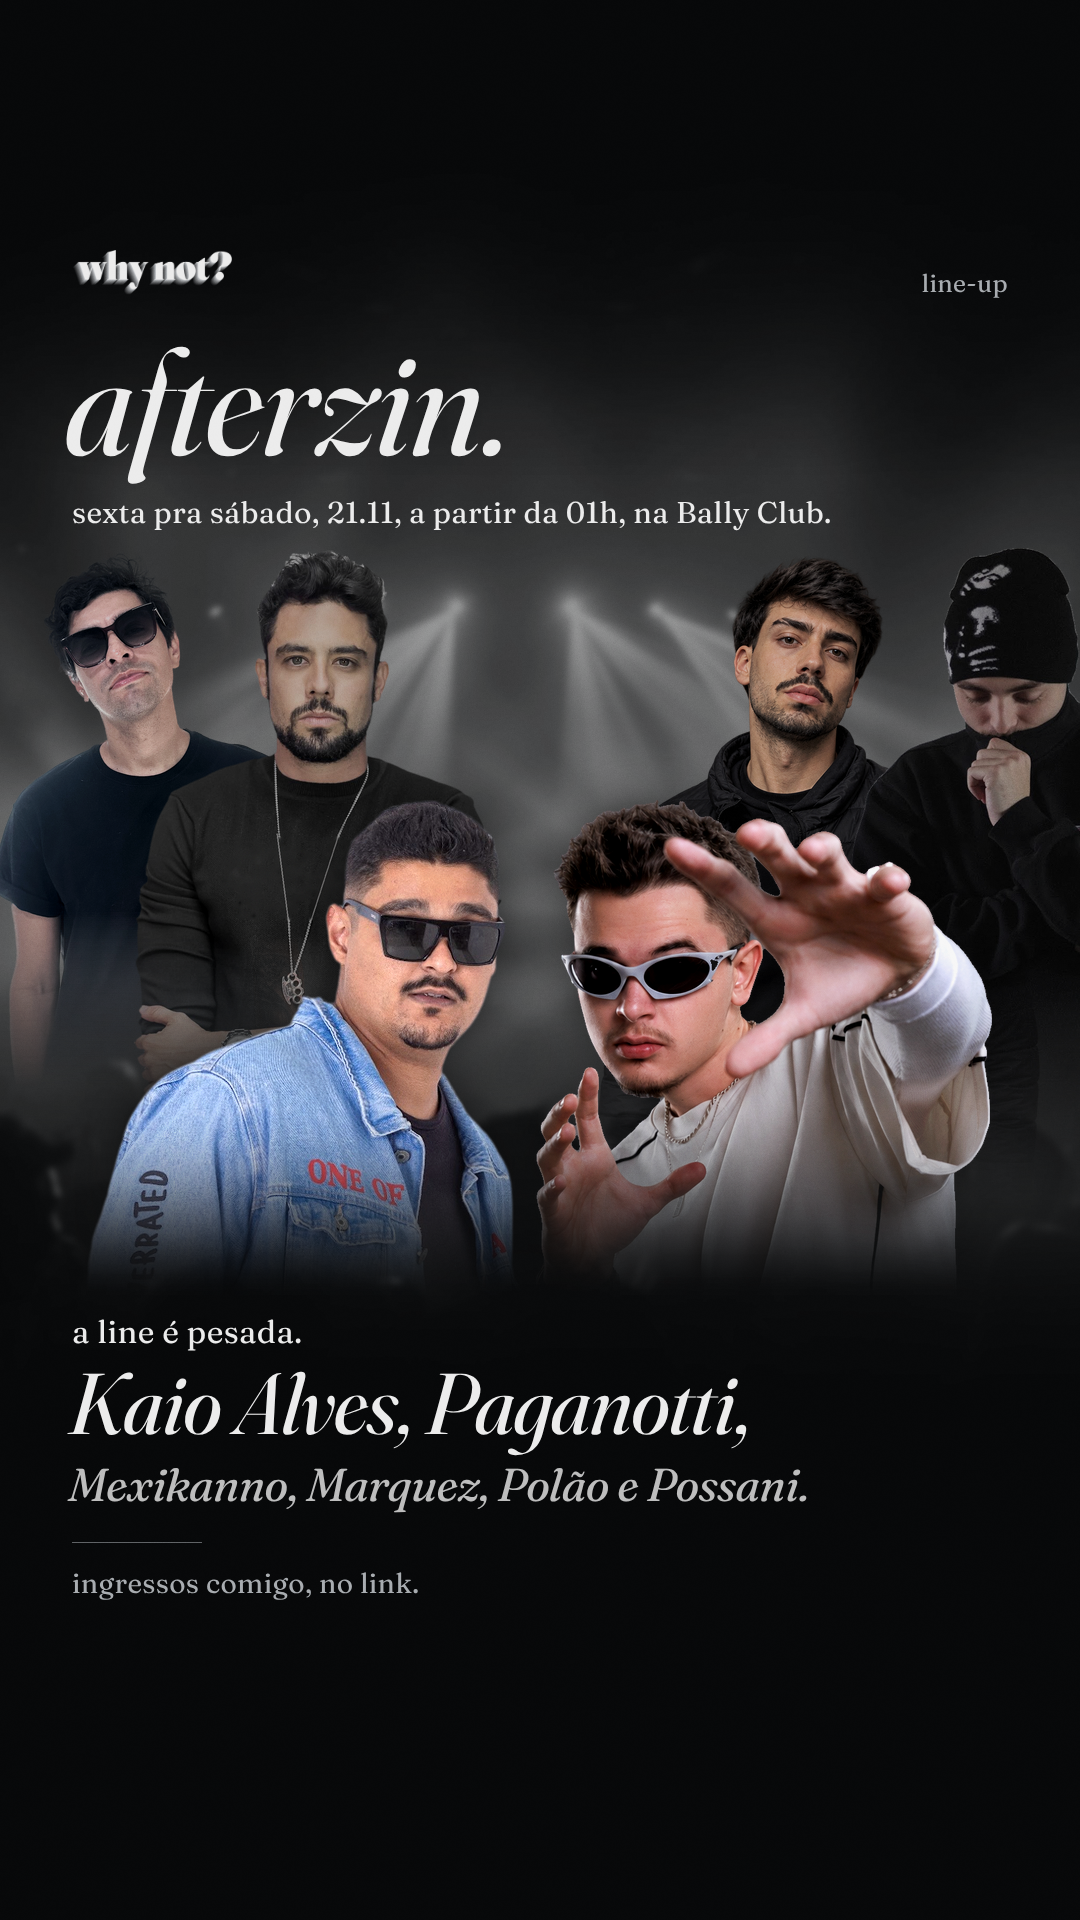 why not?
line-up
afterzin.
sexta pra sábado, 21.11, a partir da 01h, na Bally Club.
ONE OF
ERRATED
a line é pesada.
Kaio Alves, Paganotti,
Mexikanno, Marquez, Polão e Possani.
ingressos comigo, no link.